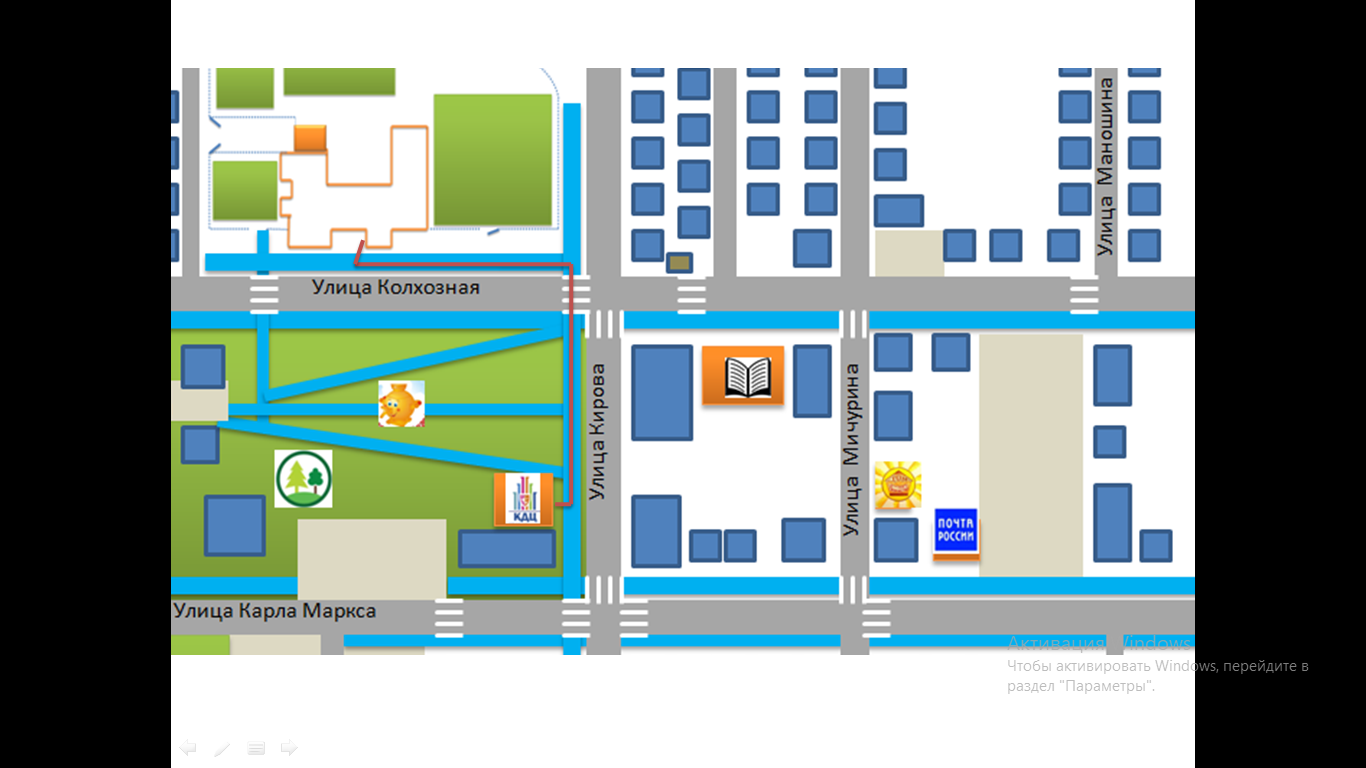 Улица Маношина
Улица Колхозная
Улица Кирова
Улица Мичурина
КДЦ
ПОЧТА
РОССИИ
Улица Карла Маркса
Активация Windows
Чтобы активировать Windows, перейдите в
раздел "Параметры".